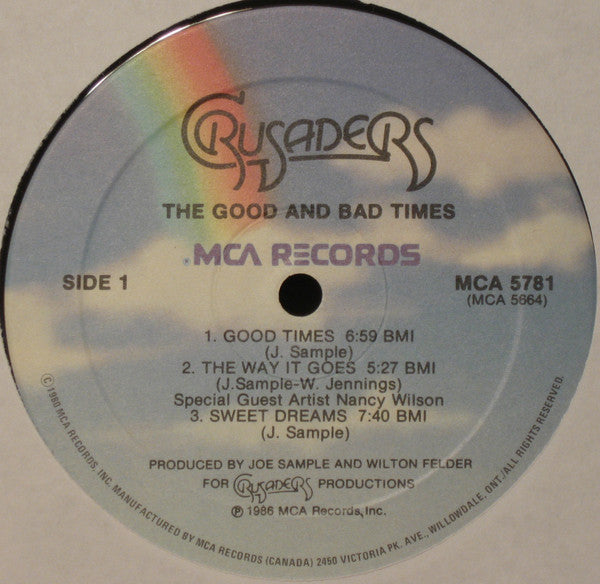 CRUSADERS
THE GOOD AND BAD TIMES
®MCA RECORDS
SIDE 1
MCA 5781
(MCA 5664)
1. GOOD TIMES 6:59 BMI
(J. Sample)
2. THE WAY IT GOES 5:27 BMI
(J.Sample-W. Jennings)
Special Guest Artist Nancy Wilson
3. SWEET DREAMS 7:40 BMI
(J. Sample)
PRODUCED BY JOE SAMPLE AND WILTON FELDER
FOR CRUSADERS PRODUCTIONS
℗ 1986 MCA Records, Inc.
©1980 MCA RECORDS, INC. MANUFACTURED BY MCA RECORDS (CANADA) 2450 VICTORIA PK. AVE., WILLOWDALE, ONT./ALL RIGHTS RESERVED.